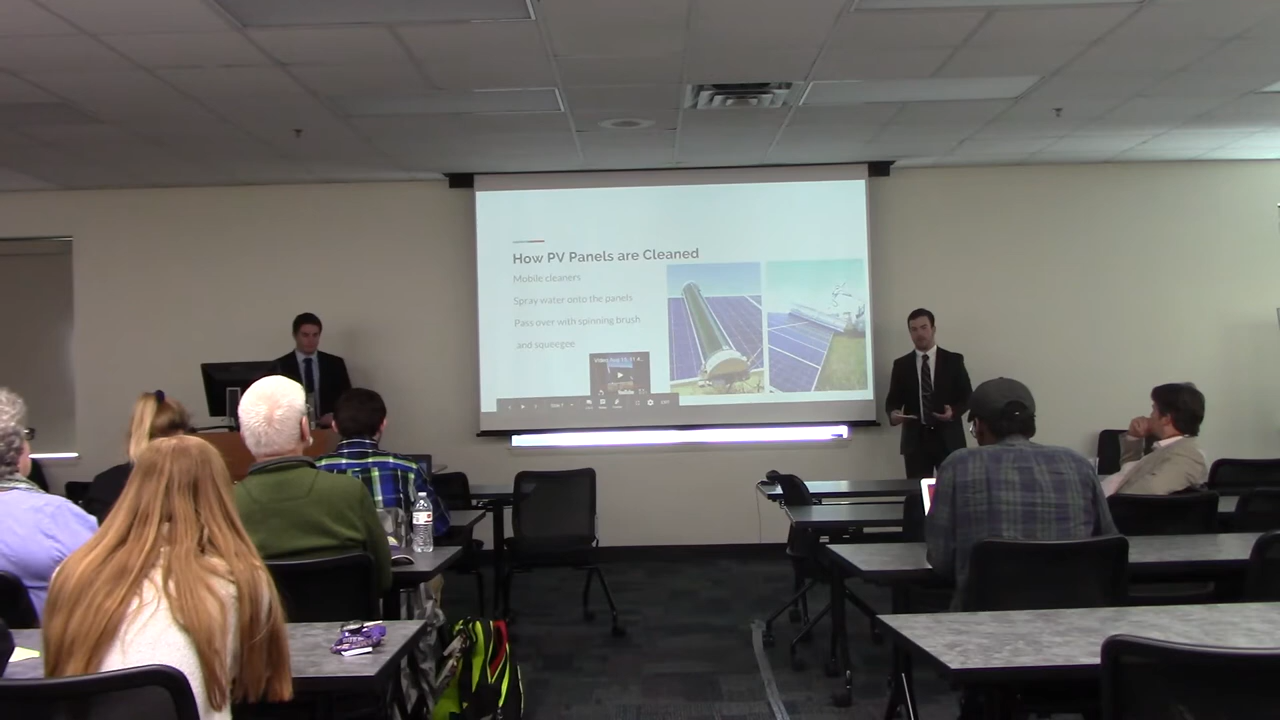 How PV Panels are Cleaned
Mobile cleaners
Spray water onto the panels
Pass over with spinning brush
and squeegee
YouTube